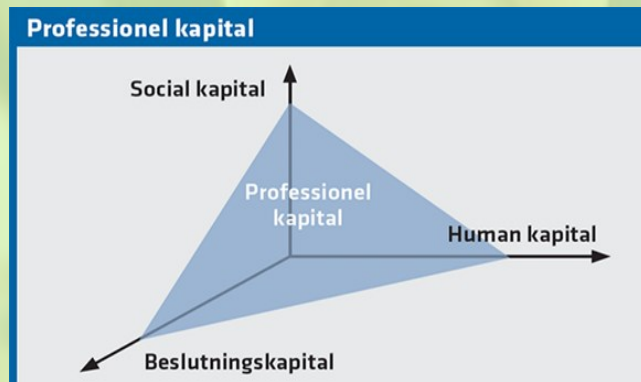 Professionel kapital
Social kapital
Professionel
kapital
Human kapital
Beslutningskapital